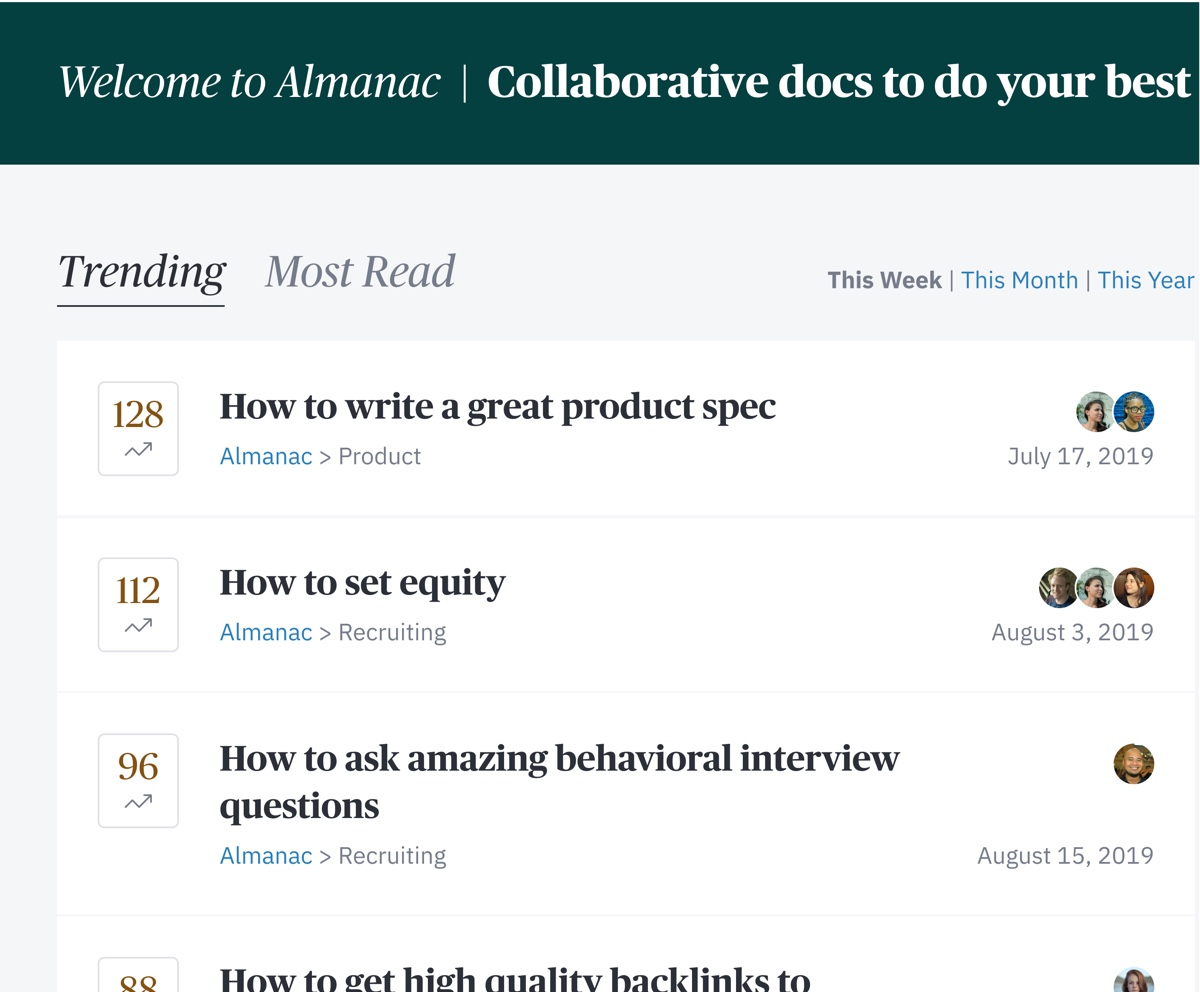 Welcome to Almanac | Collaborative docs to do your best
Trending Most Read
This Week | This Month | This Year
128
How to write a great product spec
Almanac > Product
July 17, 2019
112
How to set equity
Almanac > Recruiting
August 3, 2019
96
How to ask amazing behavioral interview
questions
Almanac > Recruiting
August 15, 2019
88
How to get high quality backlinks to